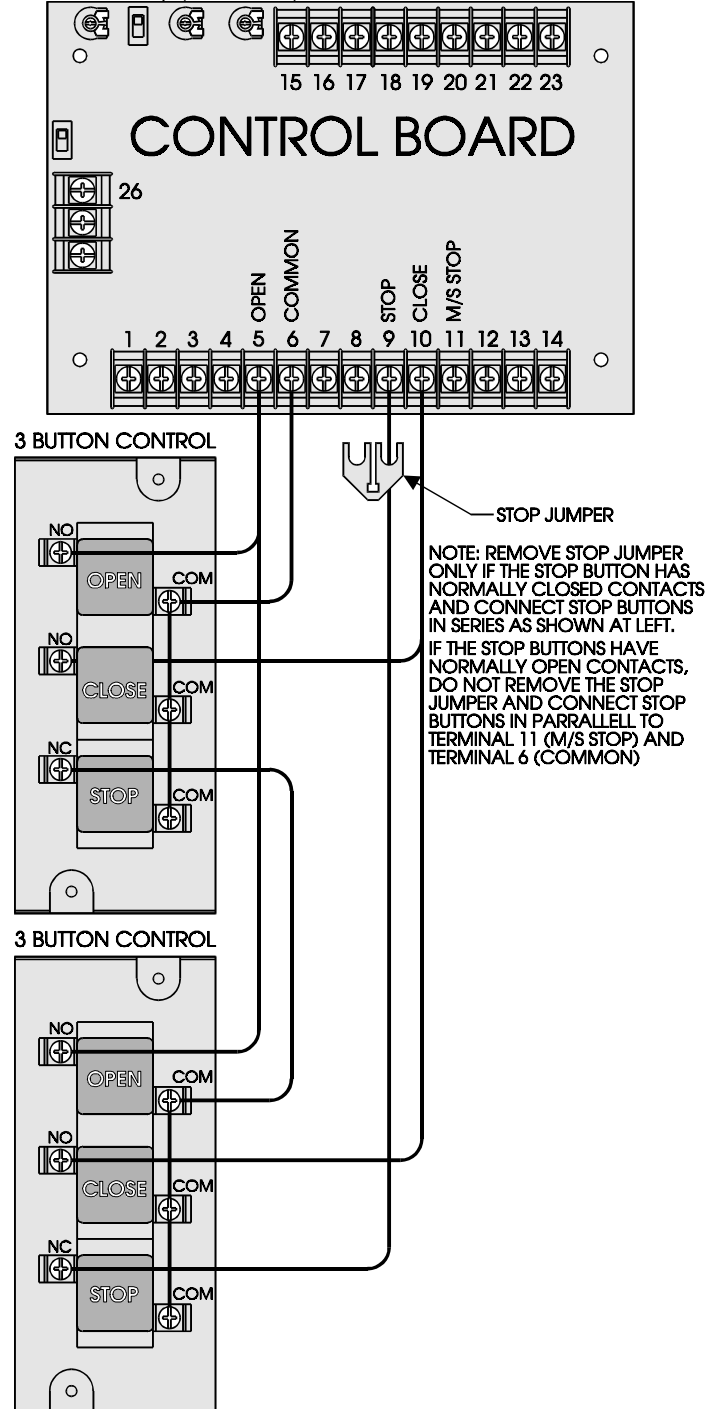 15 16 17 18 19 20 21 22 23
CONTROL BOARD
26
OPEN
COMMON
STOP
CLOSE
M/S STOP
1 2 3 4 5 6 7 8 9 10 11 12 13 14
3 BUTTON CONTROL
NO
OPEN
COM
NO
CLOSE
COM
NC
STOP
COM
STOP JUMPER
NOTE: REMOVE STOP JUMPER
ONLY IF THE STOP BUTTON HAS
NORMALLY CLOSED CONTACTS
AND CONNECT STOP BUTTONS
IN SERIES AS SHOWN AT LEFT.
IF THE STOP BUTTONS HAVE
NORMALLY OPEN CONTACTS,
DO NOT REMOVE THE STOP
JUMPER AND CONNECT STOP
BUTTONS IN PARRALLELL TO
TERMINAL 11 (M/S STOP) AND
TERMINAL 6 (COMMON)
3 BUTTON CONTROL
NO
OPEN
COM
NO
CLOSE
COM
NC
STOP
COM